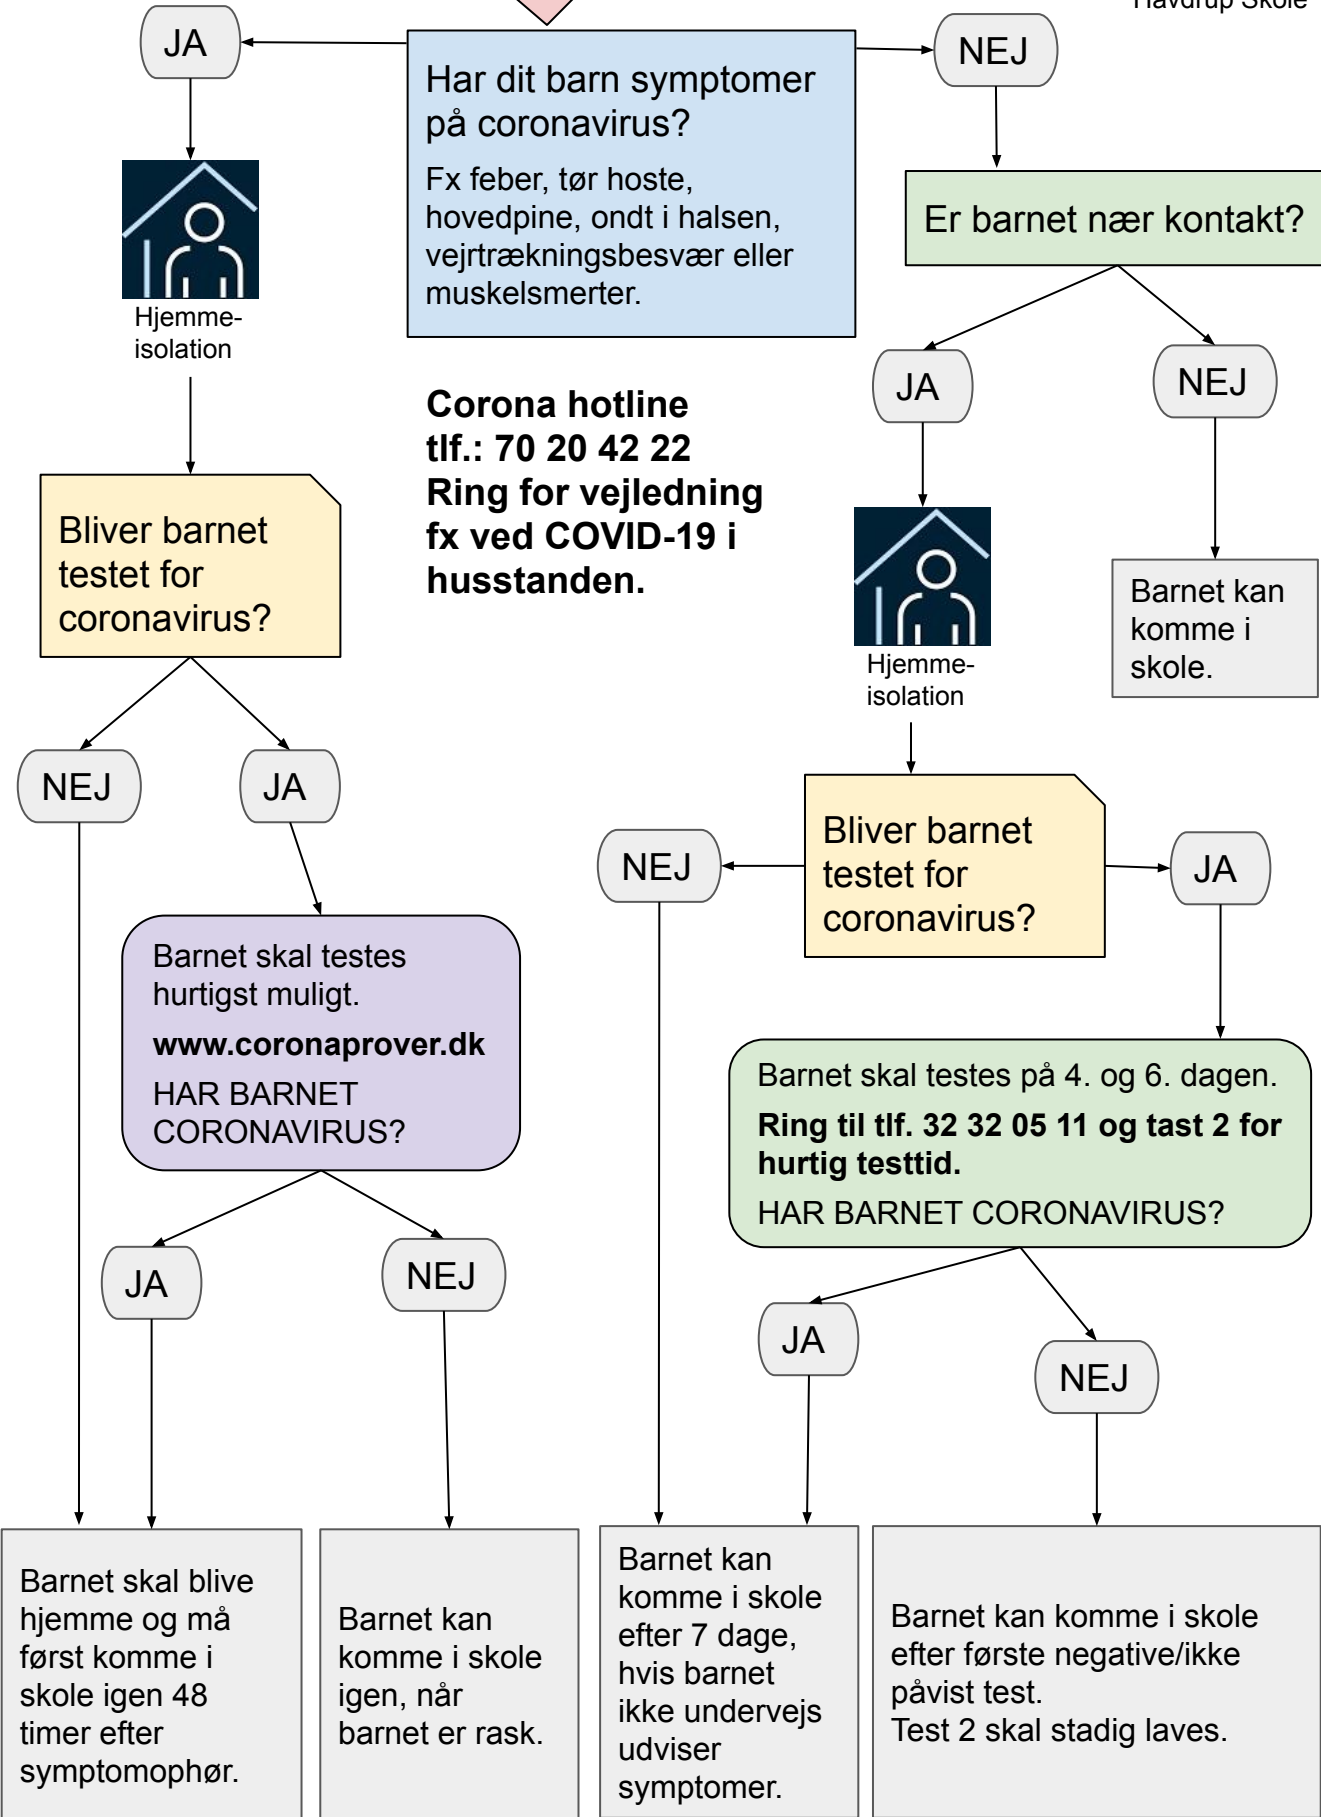 Havdrup Skole
JA
NEJ
Har dit barn symptomer
på coronavirus?
Fx feber, tør hoste,
hovedpine, ondt i halsen,
vejrtrækningsbesvær eller
muskelsmerter.
Er barnet nær kontakt?
Hjemme-
isolation
JA
NEJ
Corona hotline
tlf.: 70 20 42 22
Ring for vejledning
fx ved COVID-19 i
husstanden.
Bliver barnet
testet for
coronavirus?
Barnet kan
komme i
skole.
Hjemme-
isolation
NEJ
JA
Bliver barnet
testet for
coronavirus?
NEJ
JA
Barnet skal testes
hurtigst muligt.
www.coronaprover.dk
HAR BARNET
CORONAVIRUS?
Barnet skal testes på 4. og 6. dagen.
Ring til tlf. 32 32 05 11 og tast 2 for
hurtig testtid.
HAR BARNET CORONAVIRUS?
JA
NEJ
JA
NEJ
Barnet skal blive
hjemme og må
først komme i
skole igen 48
timer efter
symptomophør.
Barnet kan
komme i skole
igen, når
barnet er rask.
Barnet kan
komme i skole
efter 7 dage,
hvis barnet
ikke undervejs
udviser
symptomer.
Barnet kan komme i skole
efter første negative/ikke
påvist test.
Test 2 skal stadig laves.